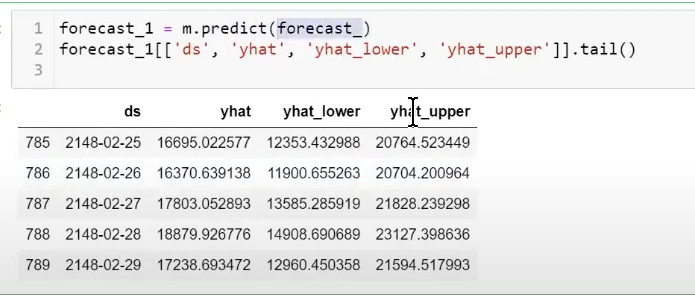 1 forecast_1 = m.predict(forecast_)
2 forecast_1[['ds', 'yhat', 'yhat_lower', 'yhat_upper']].tail()
3
ds yhat yhat_lower yhat_upper
785 2148-02-25 16695.022577 12353.432988 20764.523449
786 2148-02-26 16370.639138 11900.655263 20704.200964
787 2148-02-27 17803.052893 13585.285919 21828.239298
788 2148-02-28 18879.926776 14908.690689 23127.398636
789 2148-02-29 17238.693472 12960.450358 21594.517993